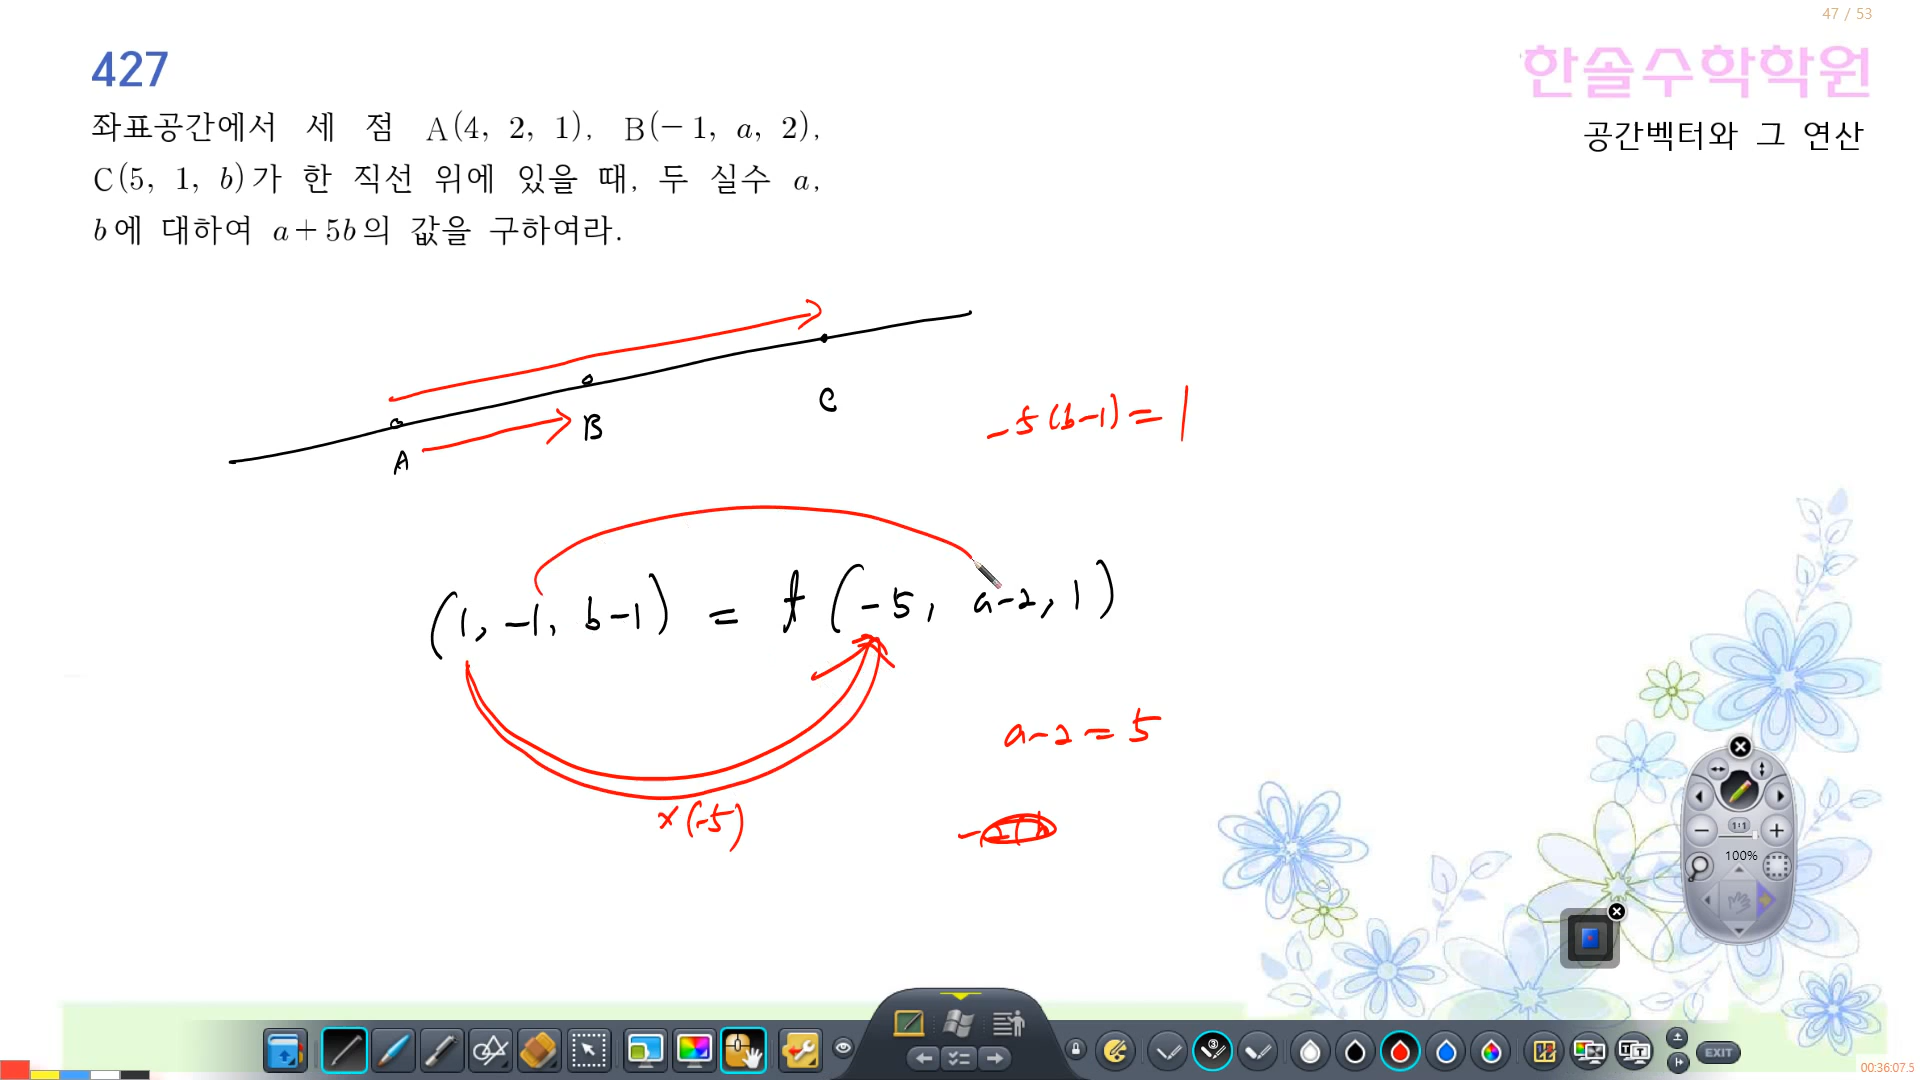 47 / 53
427
한솔수학학원
공간벡터와 그 연산
좌표공간에서 세 점 A(4, 2, 1), B(−1, a, 2),
C(5, 1, b)가 한 직선 위에 있을 때, 두 실수 a,
b에 대하여 a+5b의 값을 구하여라.
A B C
-5(b-1)=1
(1, -1, b-1) = t(-5, a-2, 1)
a-2=5
×(-5)
1:1
100%
EXIT
00:36:07.5